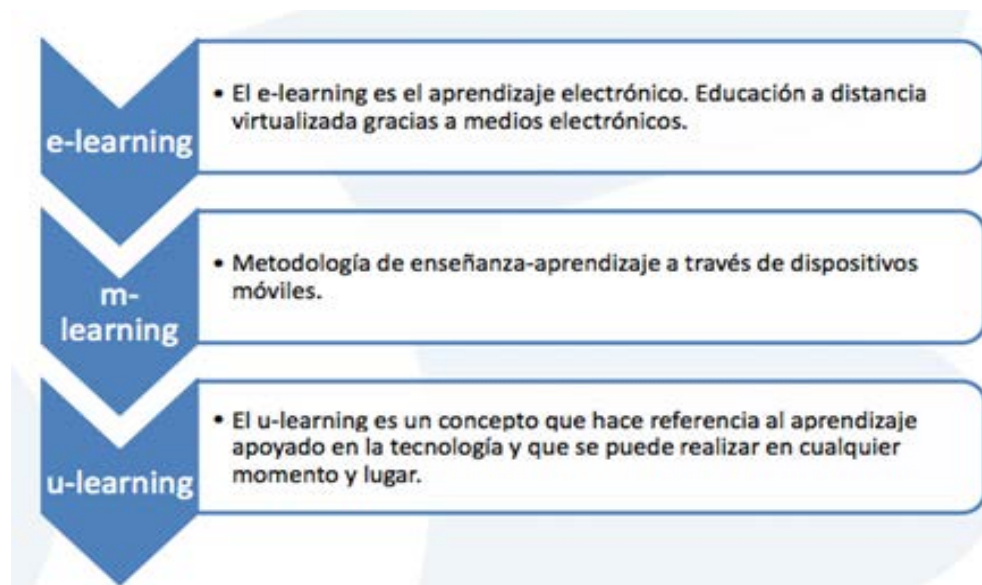 e-learning
• El e-learning es el aprendizaje electrónico. Educación a distancia
virtualizada gracias a medios electrónicos.
m-
learning
• Metodología de enseñanza-aprendizaje a través de dispositivos
móviles.
u-learning
• El u-learning es un concepto que hace referencia al aprendizaje
apoyado en la tecnología y que se puede realizar en cualquier
momento y lugar.